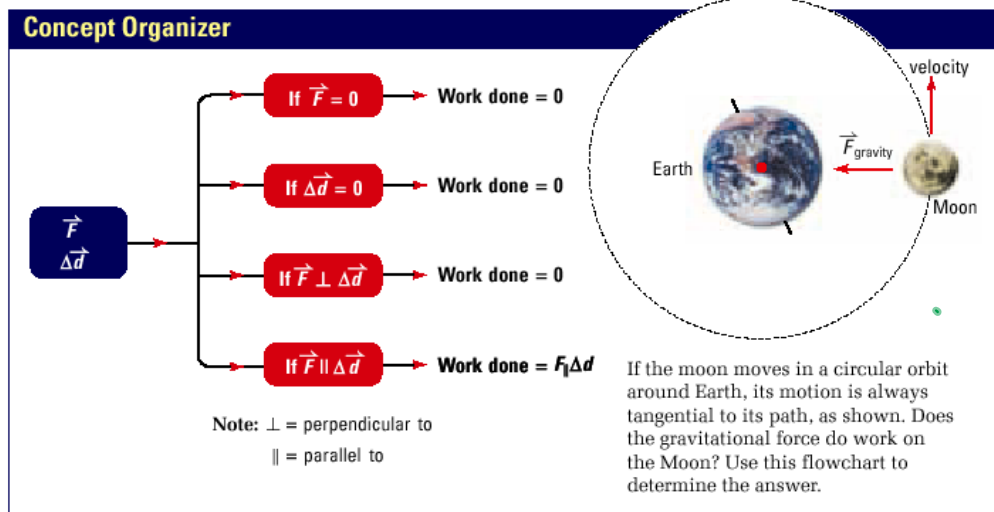 Concept Organizer
F⃗
Δd⃗
If F⃗ = 0
Work done = 0
If Δd⃗ = 0
Work done = 0
If F⃗ ⊥ Δd⃗
Work done = 0
If F⃗ || Δd⃗
Work done = F||Δd
Note: ⊥ = perpendicular to
|| = parallel to
velocity
F⃗gravity
Earth
Moon
If the moon moves in a circular orbit
around Earth, its motion is always
tangential to its path, as shown. Does
the gravitational force do work on
the Moon? Use this flowchart to
determine the answer.